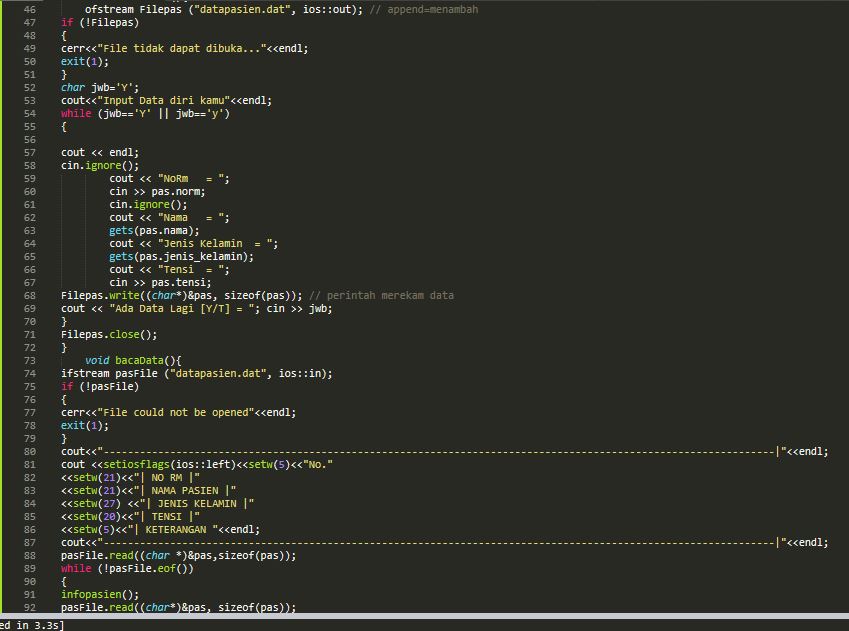 46 ofstream Filepas ("datapasien.dat", ios::out); // append=menambah
47 if (!Filepas)
48 {
49 cerr<<"File tidak dapat dibuka..."<<endl;
50 exit(1);
51 }
52 char jwb='Y';
53 cout<<"Input Data diri kamu"<<endl;
54 while (jwb=='Y' || jwb=='y')
55 {
56
57 cout << endl;
58 cin.ignore();
59 cout << "NoRm   = ";
60 cin >> pas.norm;
61 cin.ignore();
62 cout << "Nama   = ";
63 gets(pas.nama);
64 cout << "Jenis Kelamin  = ";
65 gets(pas.jenis_kelamin);
66 cout << "Tensi  = ";
67 cin >> pas.tensi;
68 Filepas.write((char*)&pas, sizeof(pas)); // perintah merekam data
69 cout << "Ada Data Lagi [Y/T] = "; cin >> jwb;
70 }
71 Filepas.close();
72 }
73 void bacaData(){
74 ifstream pasFile ("datapasien.dat", ios::in);
75 if (!pasFile)
76 {
77 cerr<<"File could not be opened"<<endl;
78 exit(1);
79 }
80 cout<<"-----------------------------------------------------------------------------------------------------|"<<endl;
81 cout <<setiosflags(ios::left)<<setw(5)<<"No."
82 <<setw(21)<<"| NO RM |"
83 <<setw(21)<<"| NAMA PASIEN |"
84 <<setw(27) <<"| JENIS KELAMIN |"
85 <<setw(20)<<"| TENSI |"
86 <<setw(5)<<"| KETERANGAN "<<endl;
87 cout<<"-----------------------------------------------------------------------------------------------------|"<<endl;
88 pasFile.read((char *)&pas,sizeof(pas));
89 while (!pasFile.eof())
90 {
91 infopasien();
92 pasFile.read((char*)&pas, sizeof(pas));
ed in 3.3s]